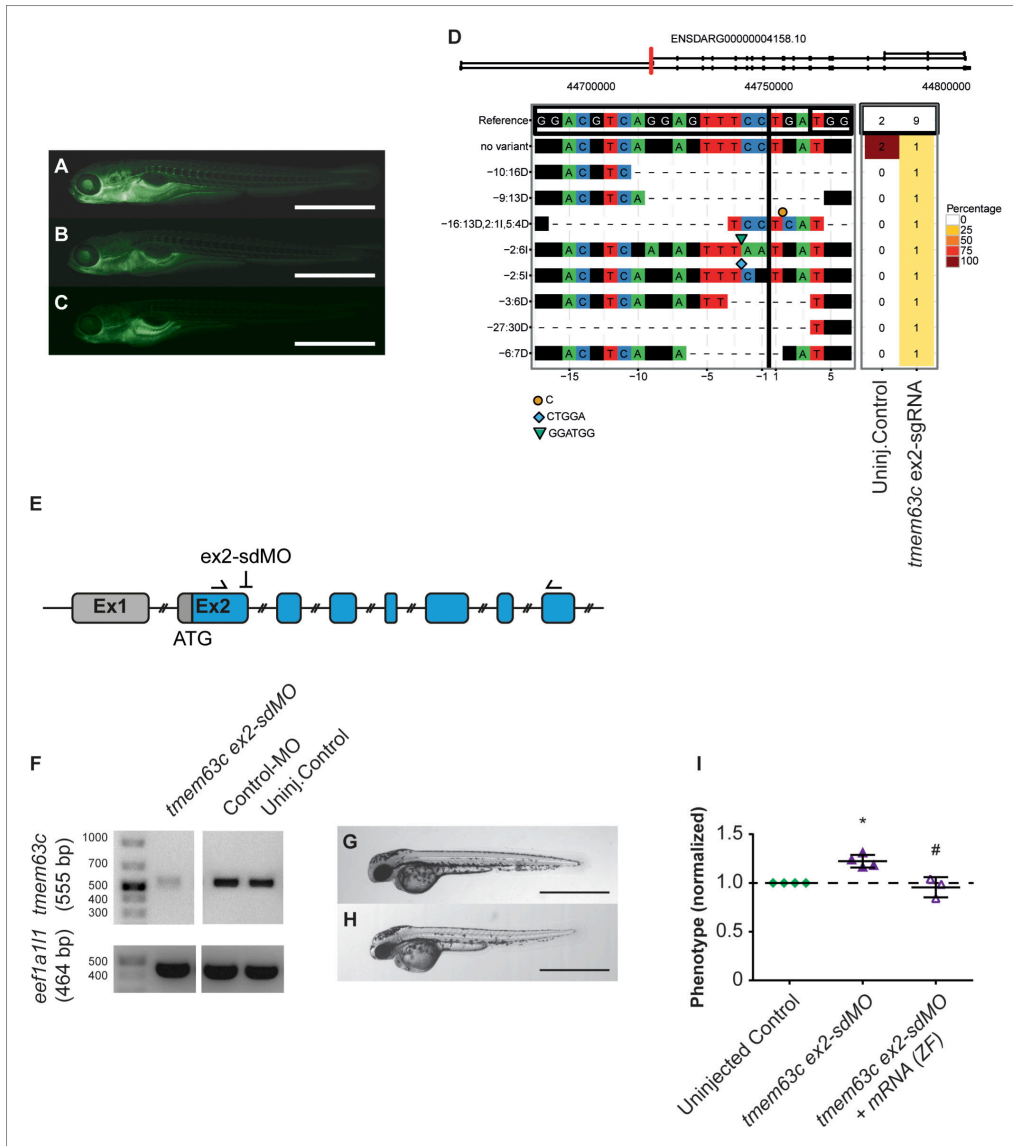 A
B
C
D
ENSDARG00000004158.10
44700000 44750000 44800000
Reference G G A C G T C A G G A G T T T C C T G A T G G 2 9
no variant A C T C A A T T T C C T A T 2 1
−10:16D A C T C 0 1
−9:13D A C T C A 0 1
−16:13D,2:1I,5:4D T C C T C A T 0 1
−2:6I A C T C A A T T T A A T A T 0 1
−2:5I A C T C A A T T T C T A T 0 1
−3:6D A C T C A A T T T 0 1
−27:30D T 0 1
−6:7D A C T C A A A T 0 1
−15 −10 −5 −1 1 5
C
CTGGA
GGATGG
Percentage
0
25
50
75
100
Uninj.Control
tmem63c ex2-sgRNA
E
ex2-sdMO
Ex1 Ex2
ATG
F
tmem63c ex2-sdMO
Control-MO
Uninj.Control
tmem63c
(555 bp)
1000
700
500
400
300
eef1a1l1
(464 bp)
500
400
G
H
I
Phenotype (normalized)
1.5
1.0
0.5
0
*
#
Uninjected Control
tmem63c ex2-sdMO
tmem63c ex2-sdMO
+ mRNA (ZF)